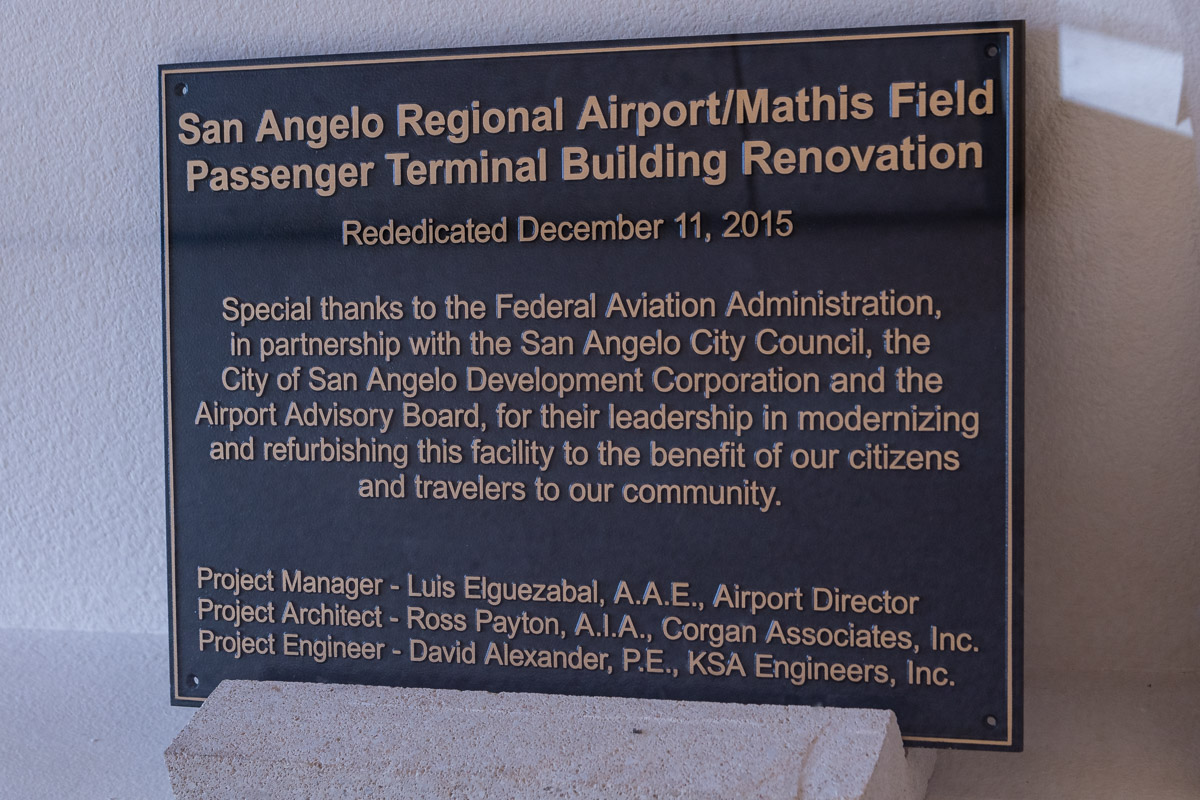 San Angelo Regional Airport/Mathis Field
Passenger Terminal Building Renovation
Rededicated December 11, 2015
Special thanks to the Federal Aviation Administration,
in partnership with the San Angelo City Council, the
City of San Angelo Development Corporation and the
Airport Advisory Board, for their leadership in modernizing
and refurbishing this facility to the benefit of our citizens
and travelers to our community.
Project Manager - Luis Elguezabal, A.A.E., Airport Director
Project Architect - Ross Payton, A.I.A., Corgan Associates, Inc.
Project Engineer - David Alexander, P.E., KSA Engineers, Inc.